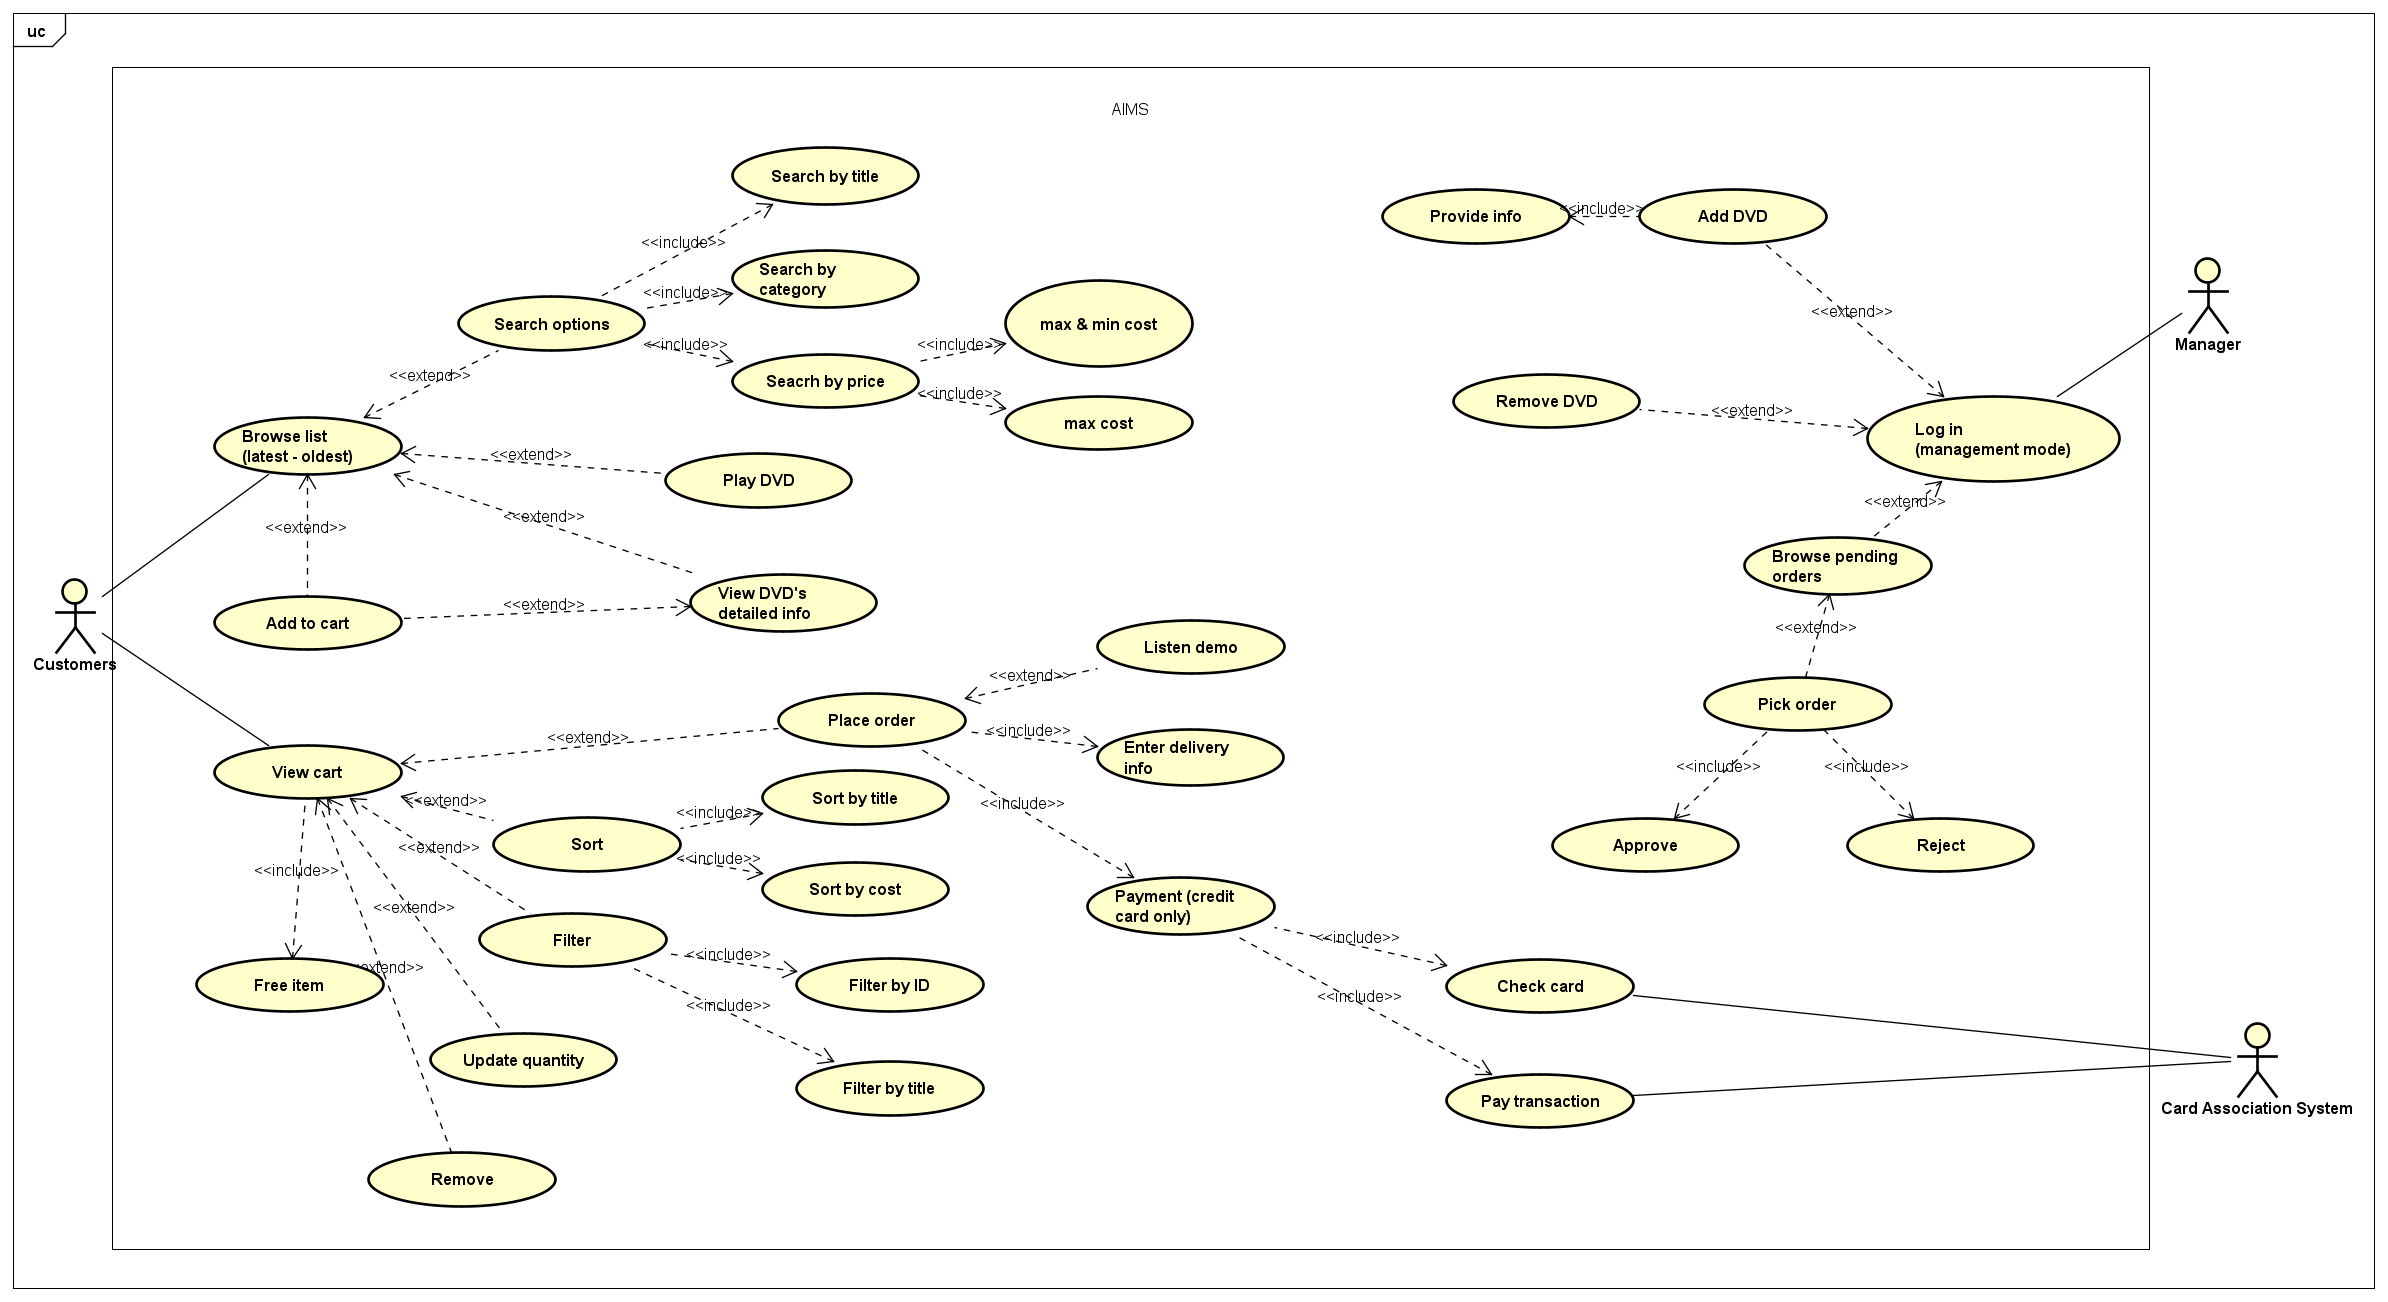 uc
AIMS
Search by title
Provide info
<<include>>
Add DVD
<<include>>
Search by
category
<<include>>
Search options
<<include>>
max & min cost
<<include>>
<<extend>>
Manager
<<extend>>
Seacrh by price
<<include>>
max cost
Remove DVD
<<extend>>
Browse list
(latest - oldest)
Log in
(management mode)
<<extend>>
Play DVD
<<extend>>
<<extend>>
<<extend>>
Browse pending
orders
View DVD's
detailed info
<<extend>>
Add to cart
<<extend>>
Customers
Listen demo
<<extend>>
Pick order
Place order
<<extend>>
<<include>>
Enter delivery
info
View cart
<<include>>
<<include>>
<<extend>>
Sort by title
<<include>>
<<include>>
Sort
<<extend>>
Approve
Reject
<<include>>
<<include>>
Sort by cost
<<extend>>
Payment (credit
card only)
Filter
<<include>>
<<include>>
extend>>
Free item
Filter by ID
Check card
<<include>>
<<include>>
Update quantity
Filter by title
Pay transaction
Card Association System
Remove